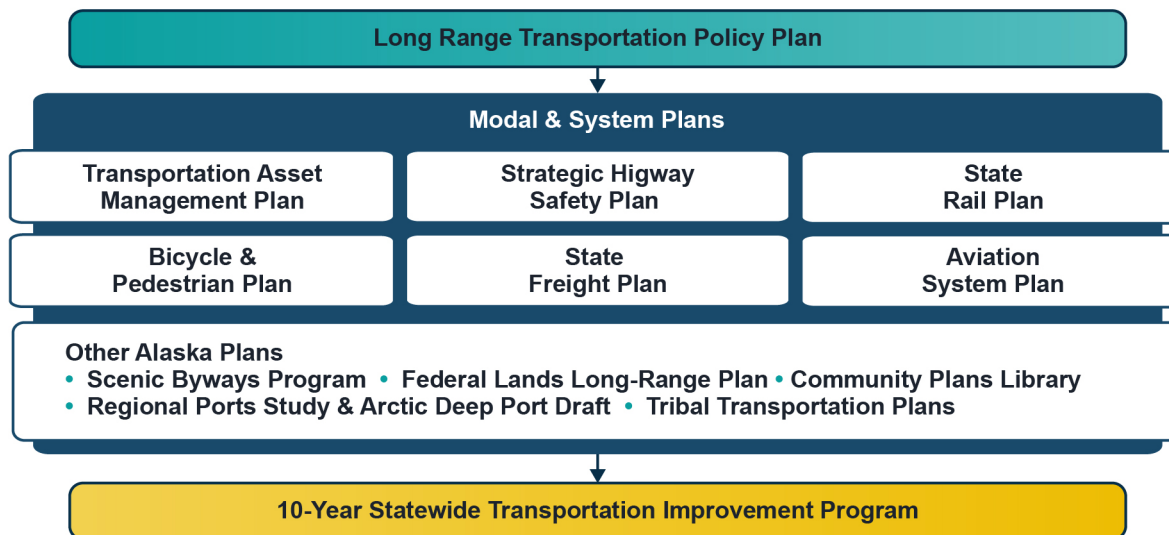 Long Range Transportation Policy Plan
Modal & System Plans
Transportation Asset
Management Plan
Strategic Higway
Safety Plan
State
Rail Plan
Bicycle &
Pedestrian Plan
State
Freight Plan
Aviation
System Plan
Other Alaska Plans
• Scenic Byways Program • Federal Lands Long-Range Plan • Community Plans Library
• Regional Ports Study & Arctic Deep Port Draft • Tribal Transportation Plans
10-Year Statewide Transportation Improvement Program